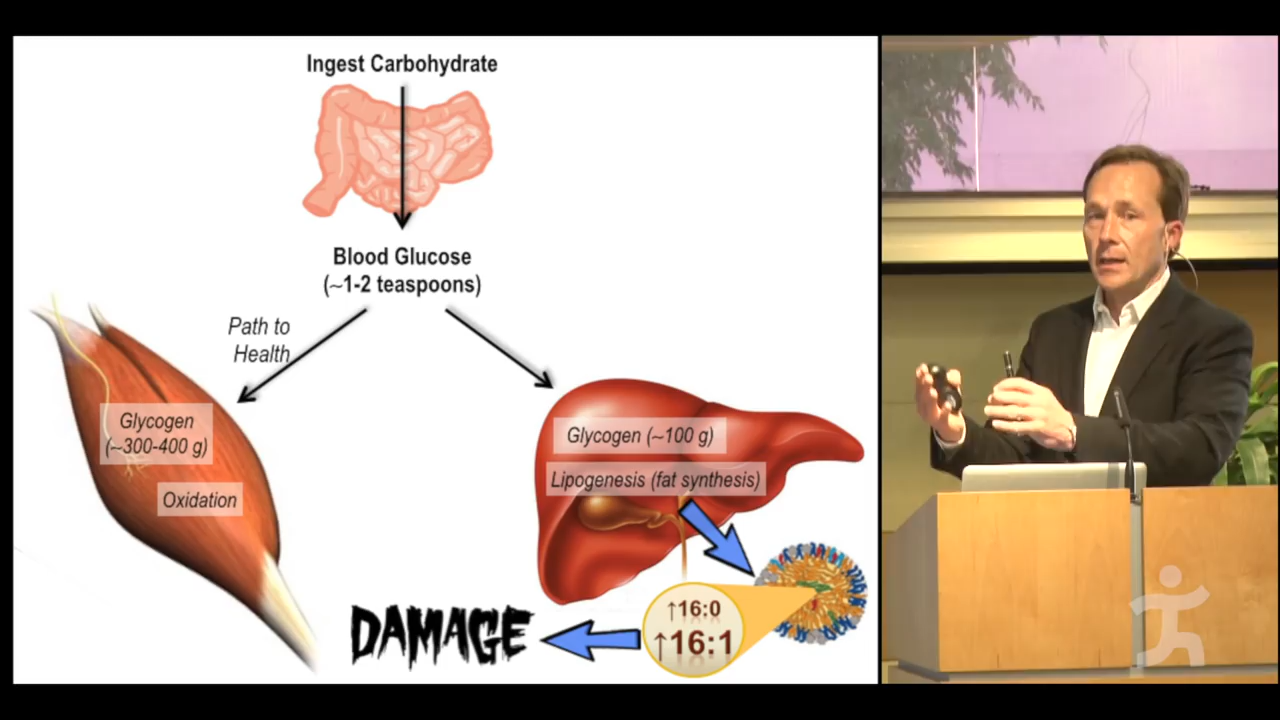 Ingest Carbohydrate
Blood Glucose
(~1-2 teaspoons)
Path to
Health
Glycogen
(~300-400 g)
Oxidation
Glycogen (~100 g)
Lipogenesis (fat synthesis)
↑16:0
↑16:1
DAMAGE